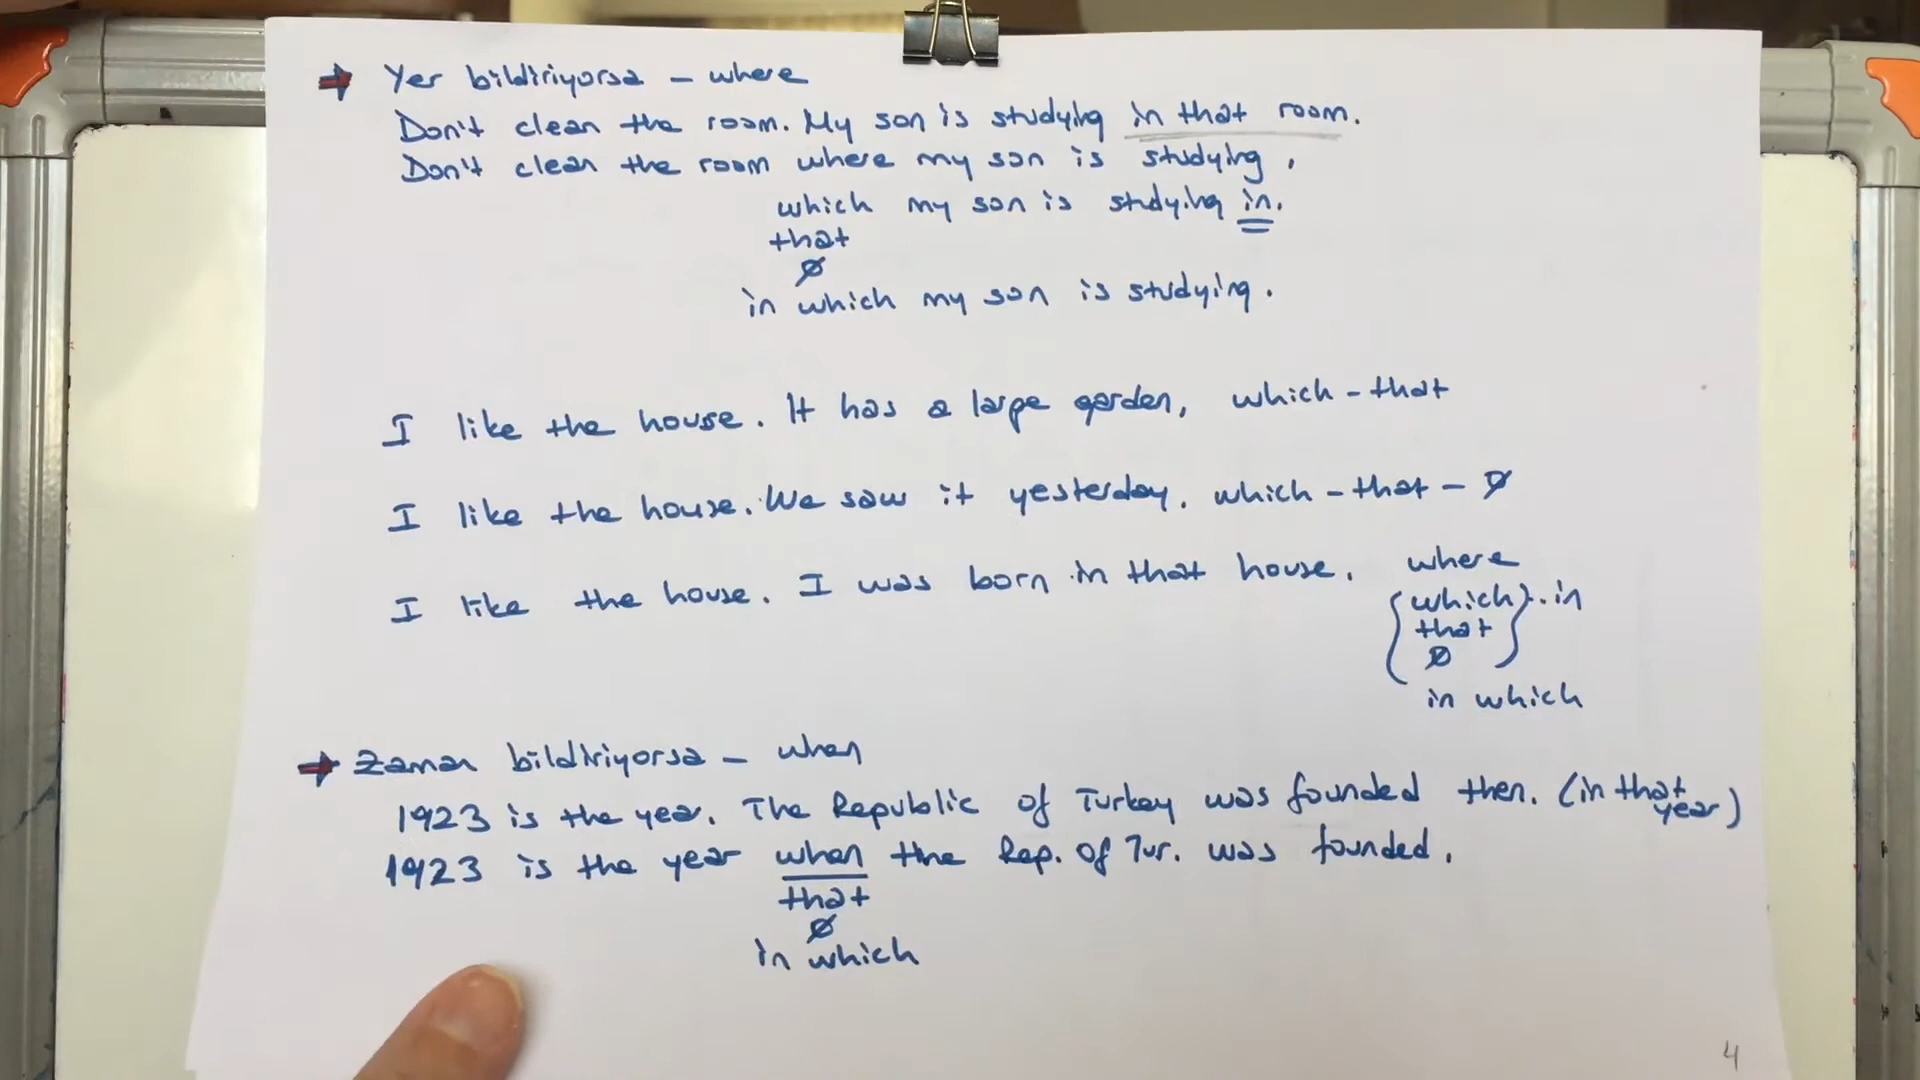 Yer bildiriyorsa - where
Don't clean the room. My son is studying in that room.
Don't clean the room where my son is studying.
which my son is studying in.
that
Ø
in which my son is studying.
I like the house. It has a large garden, which - that
I like the house. We saw it yesterday. which - that - Ø
I like the house. I was born in that house. where
{which}..in
that
Ø
in which
Zaman bildiriyorsa - when
1923 is the year. The Republic of Turkey was founded then. (in that year)
1923 is the year when the Rep. of Tur. was founded.
that
Ø
in which
4